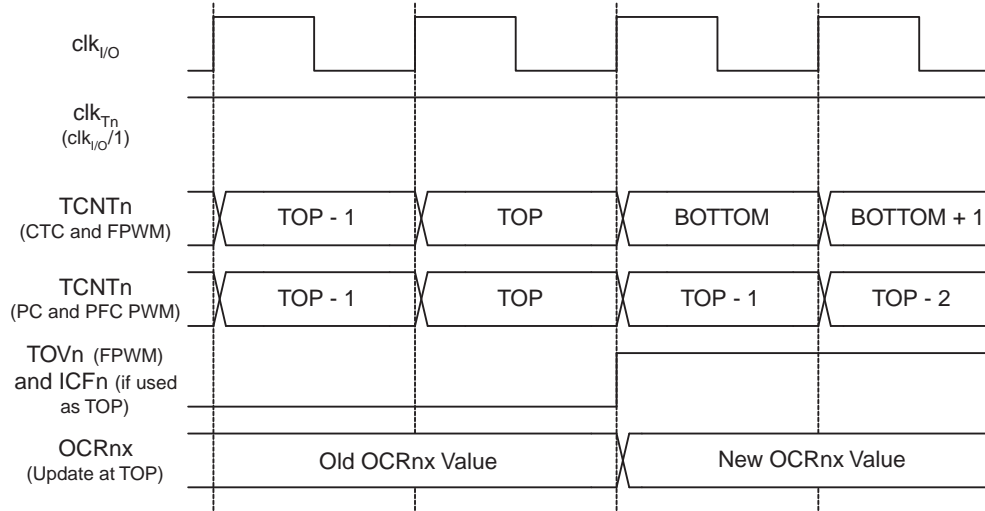 clkI/O
clkTn
(clkI/O/1)
TCNTn
(CTC and FPWM)
TOP - 1
TOP
BOTTOM
BOTTOM + 1
TCNTn
(PC and PFC PWM)
TOP - 1
TOP
TOP - 1
TOP - 2
TOVn (FPWM)
and ICFn (if used
as TOP)
OCRnx
(Update at TOP)
Old OCRnx Value
New OCRnx Value